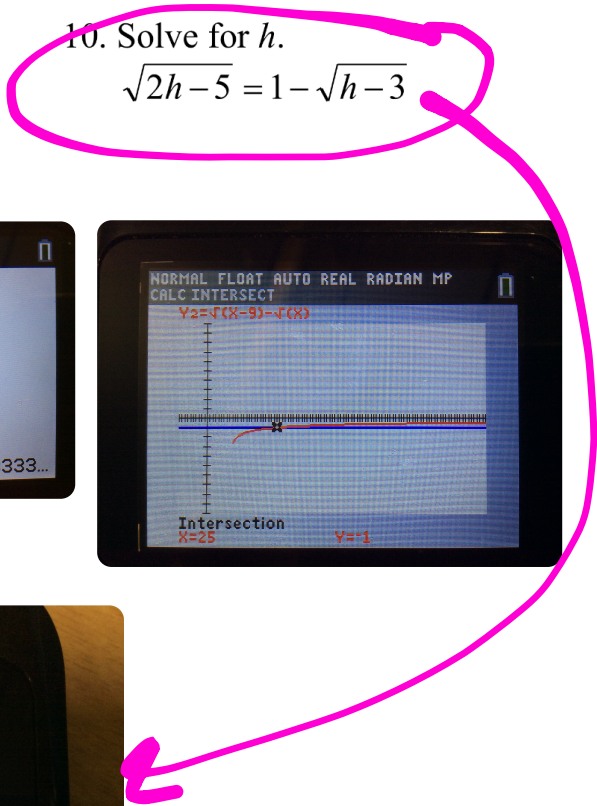 10. Solve for h.
√2h – 5 = 1 – √h – 3
NORMAL FLOAT AUTO REAL RADIAN MP
CALC INTERSECT
Y2=√(X-9)-√(X)
333...
Intersection
X=25 Y=-1